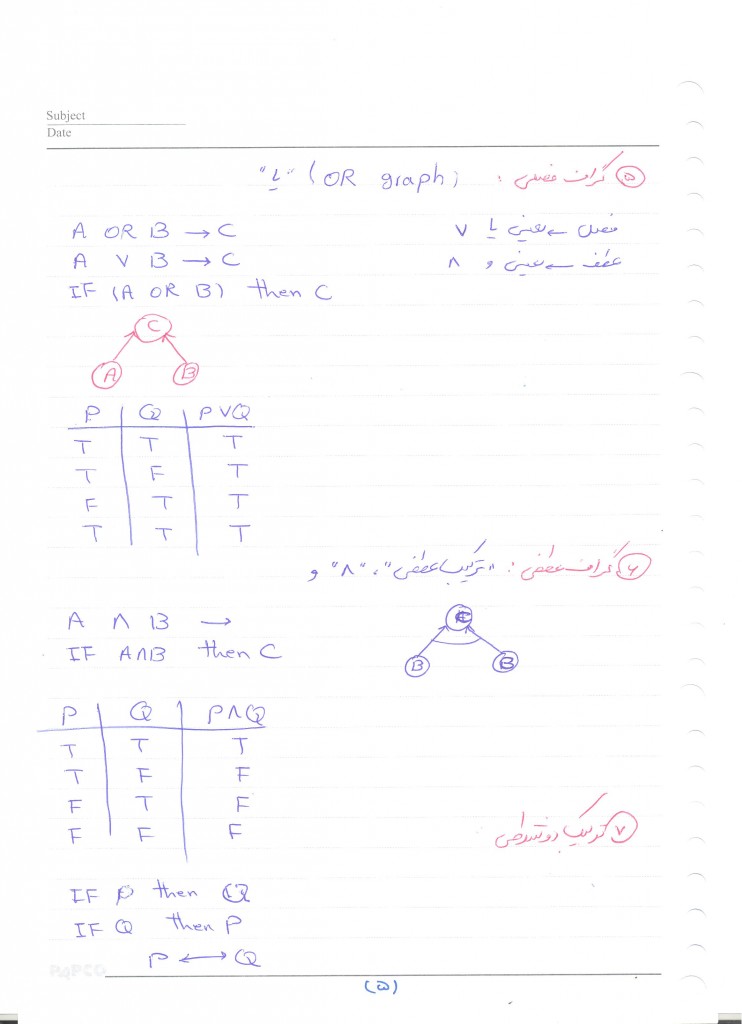 Subject
Date
۵ گراف فصلی : (OR graph) "یا"
A OR B → C
فصل ← یعنی یا ∨
A ∨ B → C
عطف ← یعنی و ∧
IF (A OR B) then C
C
A B
P Q P∨Q
T T T
T F T
F T T
T T T
۶ گراف عطفی : "ترکیب عطفی"، "∧" و
A ∧ B →
IF A∧B then C
C
B B
P Q P∧Q
T T T
T F F
F T F
F F F
۷ ترکیب دو شرطی
IF P then Q
IF Q then P
P ↔ Q
PAPCO
(۵)